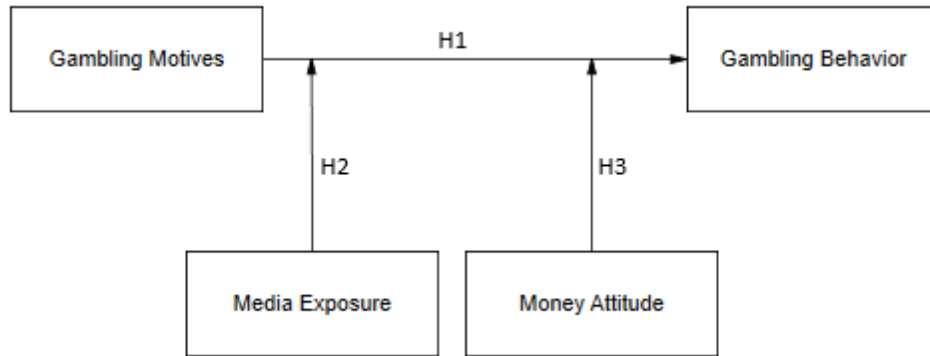 H1
Gambling Motives
Gambling Behavior
H2
H3
Media Exposure
Money Attitude